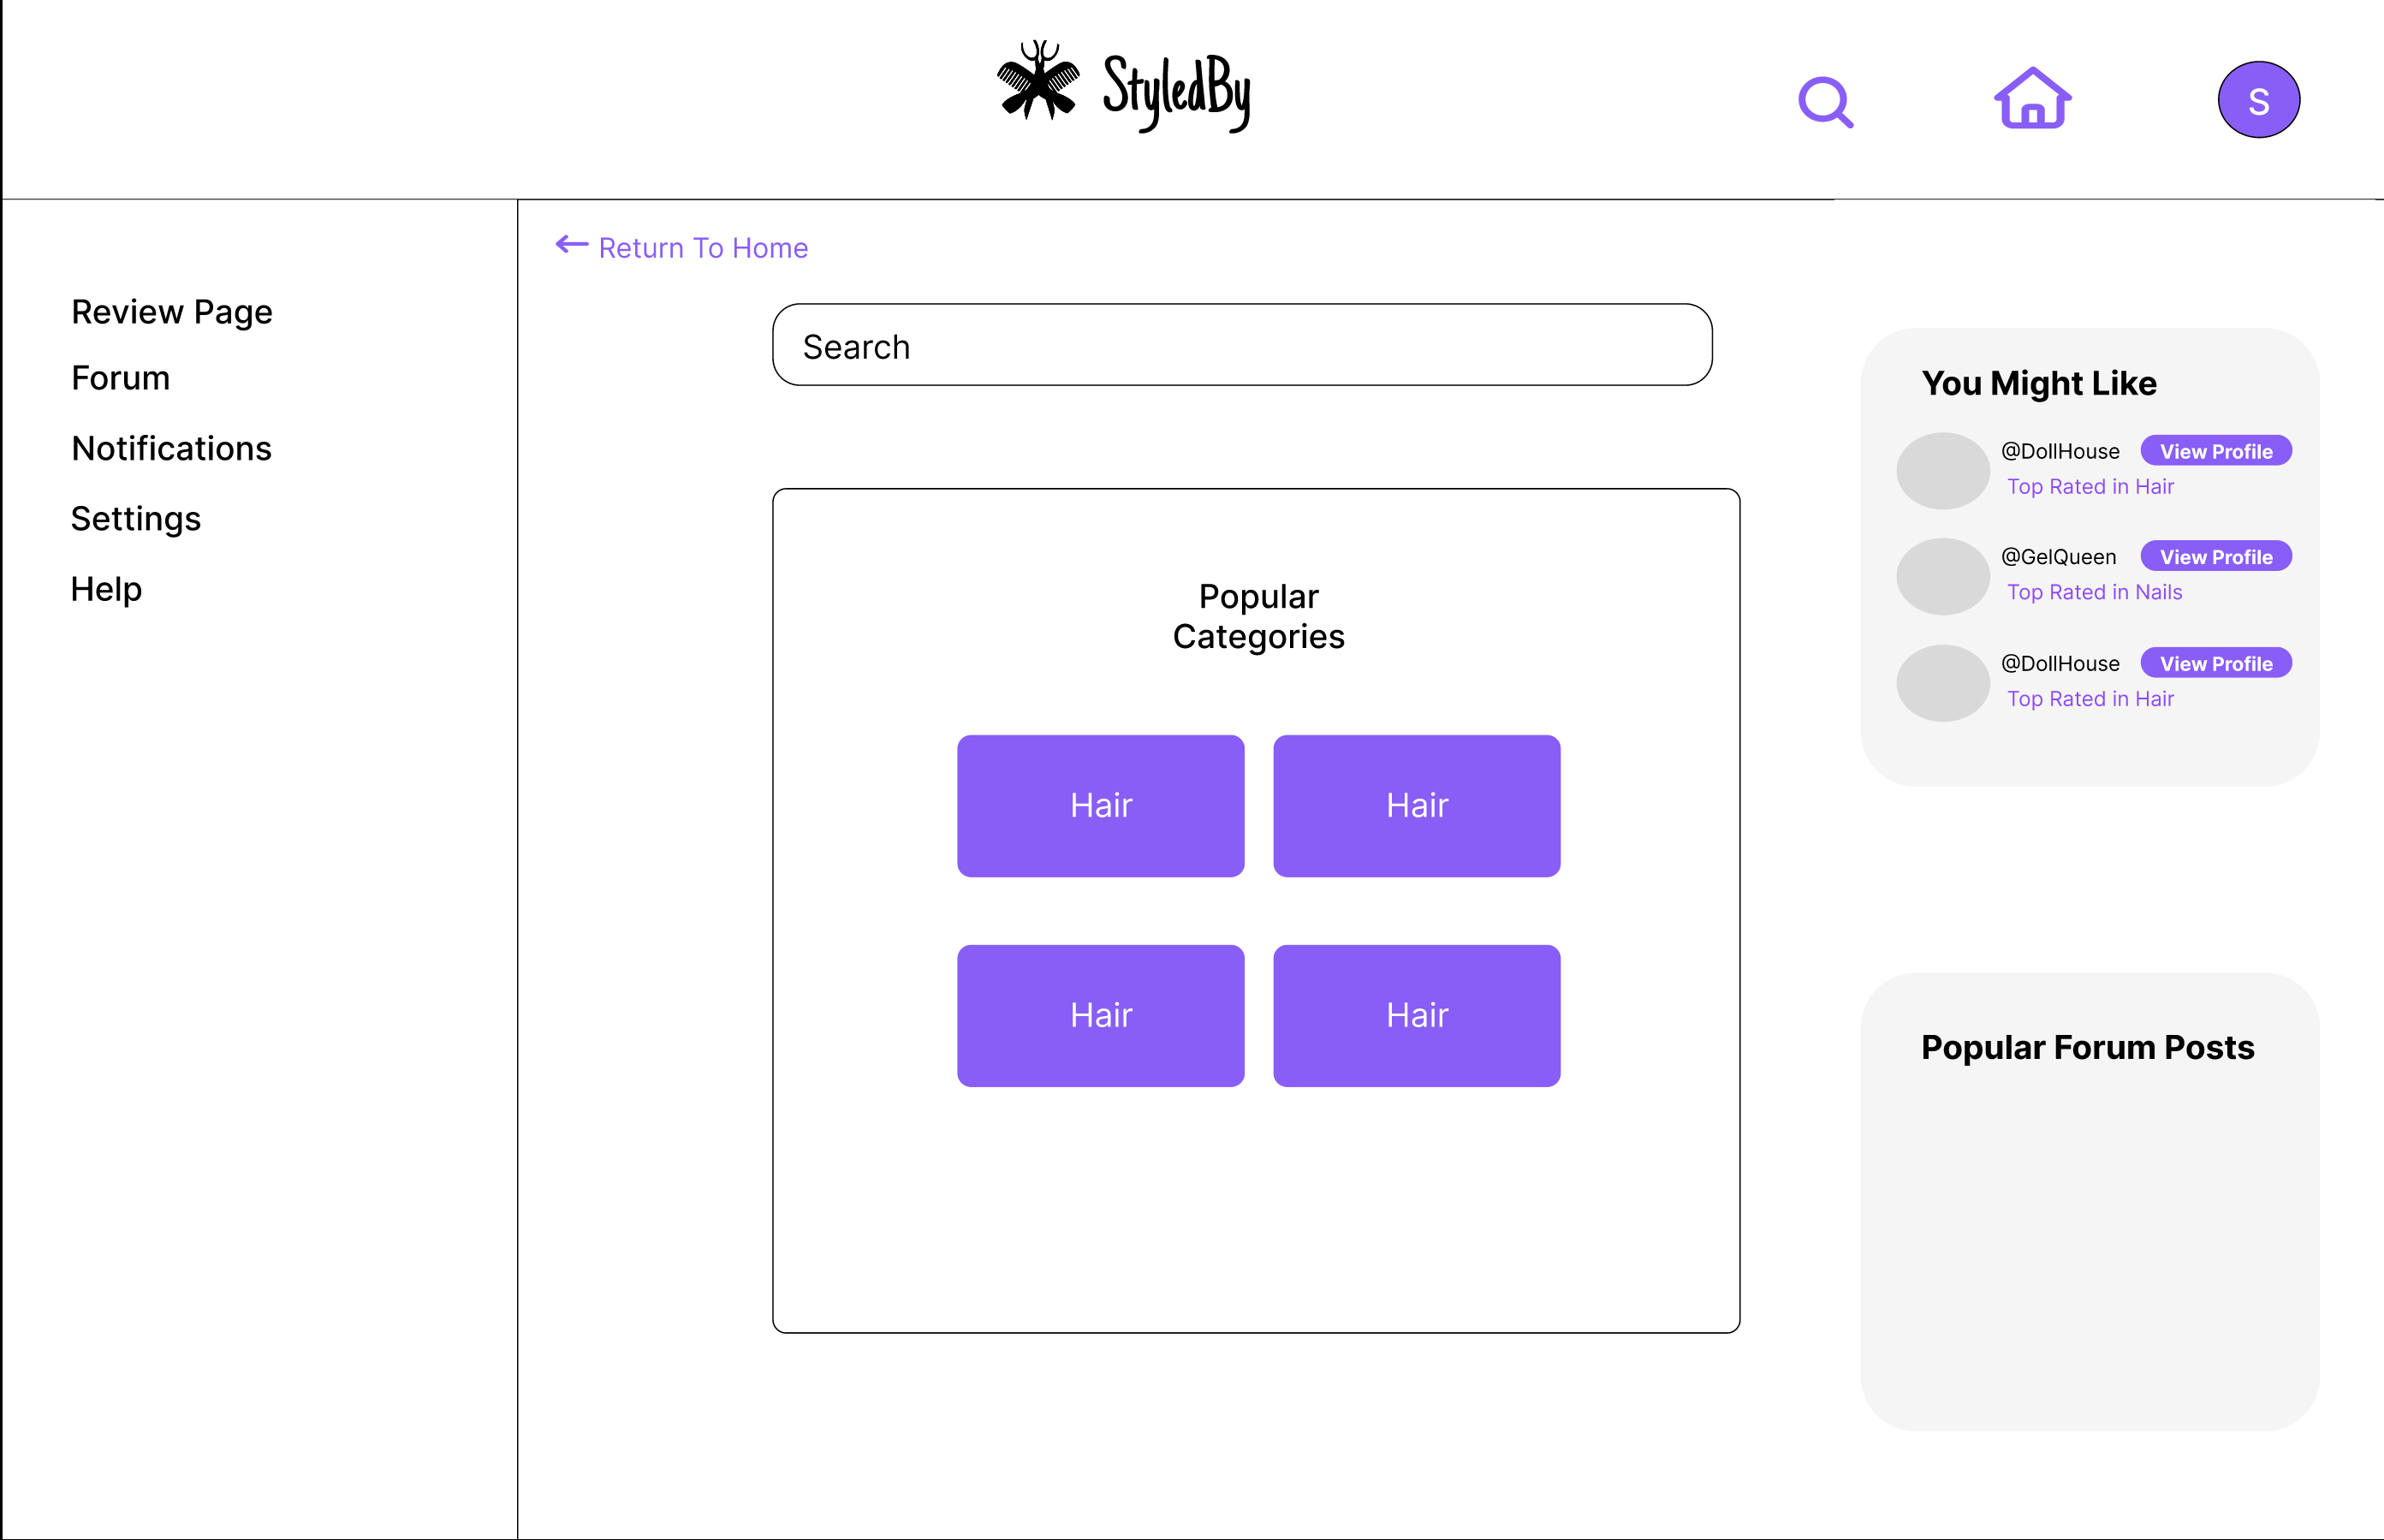 StyledBy
S
Return To Home
Review Page
Forum
Notifications
Settings
Help
Search
Popular
Categories
Hair
Hair
Hair
Hair
You Might Like
@DollHouse
View Profile
Top Rated in Hair
@GelQueen
View Profile
Top Rated in Nails
@DollHouse
View Profile
Top Rated in Hair
Popular Forum Posts